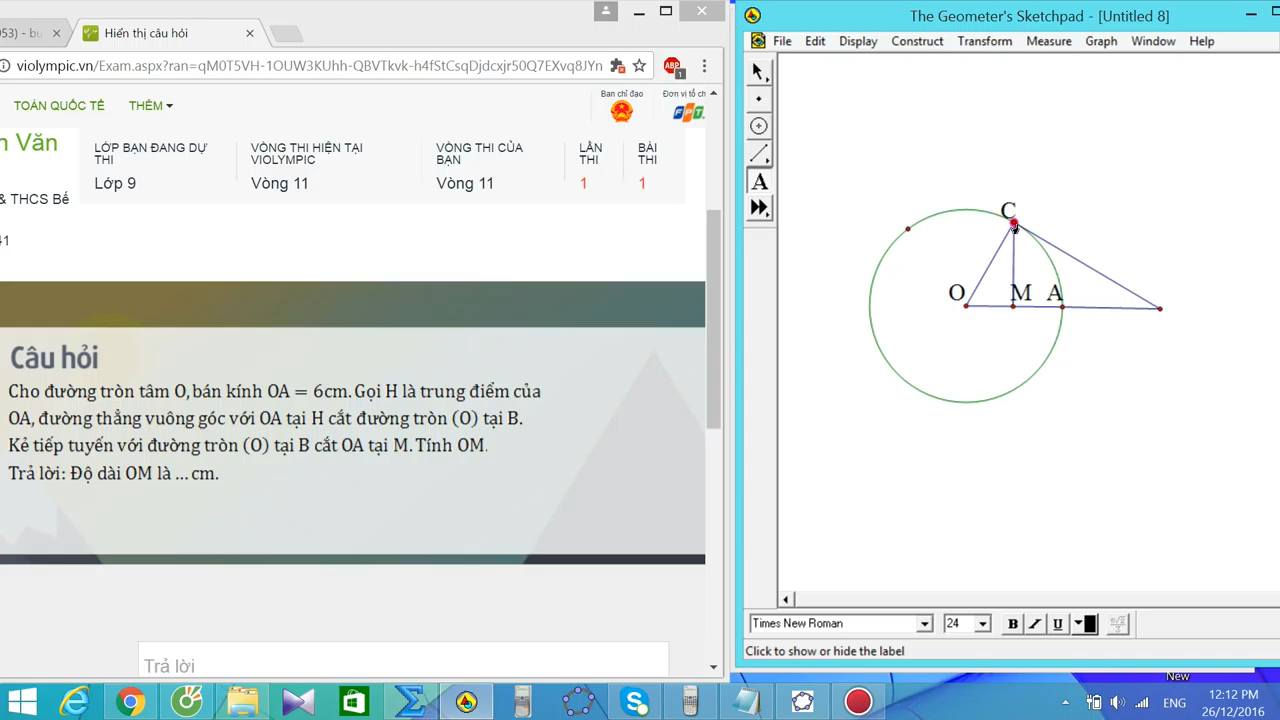 053) - bu
Hiển thị câu hỏi
violympic.vn/Exam.aspx?ran=qM0T5VH-1OUW3KUhh-QBVTkvk-h4fStCsqDjdcxjr50Q7EXvq8JYn
ABP
1
TOÁN QUỐC TẾ
THÊM
Ban chỉ đạo
Đơn vị tổ ch
FPT
n Văn
LỚP BẠN ĐANG DỰ THI
VÒNG THI HIỆN TẠI VIOLYMPIC
VÒNG THI CỦA BẠN
LẦN THI
BÀI THI
Lớp 9
Vòng 11
Vòng 11
1
1
& THCS Bế
41
Câu hỏi
Cho đường tròn tâm O, bán kính OA = 6cm. Gọi H là trung điểm của
OA, đường thẳng vuông góc với OA tại H cắt đường tròn (O) tại B.
Kẻ tiếp tuyến với đường tròn (O) tại B cắt OA tại M. Tính OM.
Trả lời: Độ dài OM là ... cm.
Trả lời
The Geometer's Sketchpad - [Untitled 8]
File Edit Display Construct Transform Measure Graph Window Help
A
C
O M A
Times New Roman
24
B I U
Click to show or hide the label
New
ENG
12:12 PM
26/12/2016